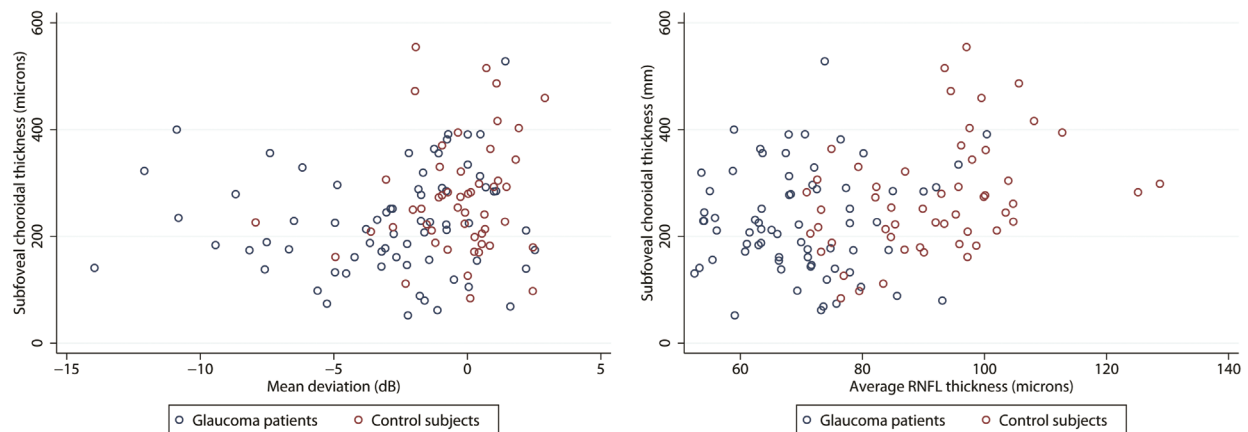 Subfoveal choroidal thickness (microns)
600
400
200
0
−15 −10 −5 0 5
Mean deviation (dB)
Glaucoma patients Control subjects
Subfoveal choroidal thickness (mm)
600
400
200
0
60 80 100 120 140
Average RNFL thickness (microns)
Glaucoma patients Control subjects